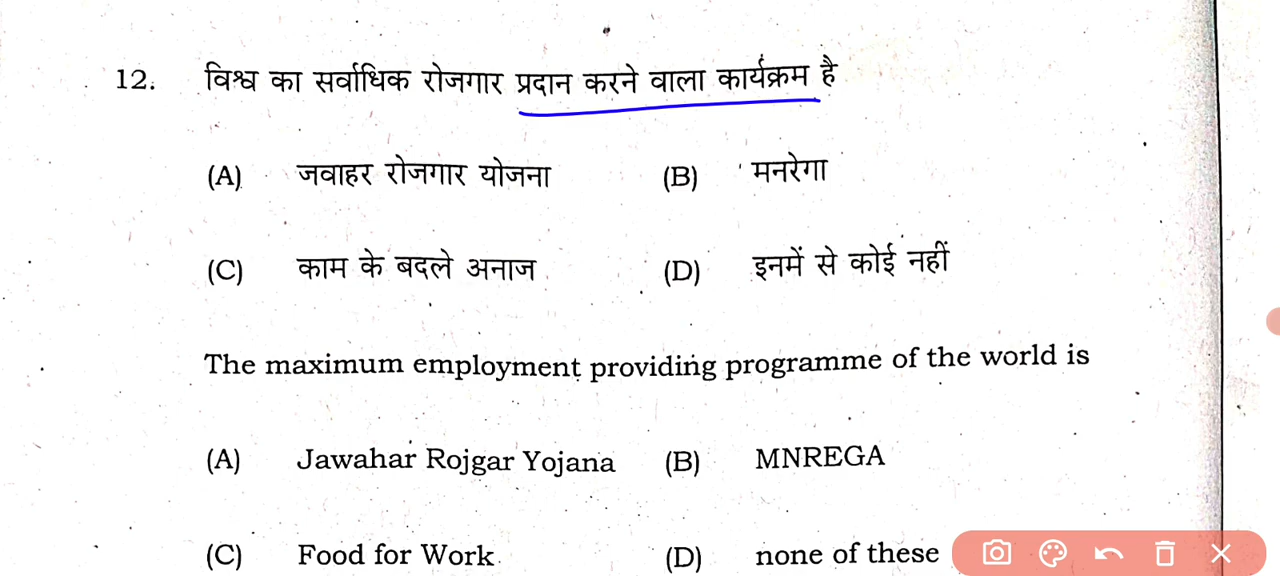 12. विश्व का सर्वाधिक रोजगार प्रदान करने वाला कार्यक्रम है
(A) जवाहर रोजगार योजना (B) मनरेगा
(C) काम के बदले अनाज (D) इनमें से कोई नहीं
The maximum employment providing programme of the world is
(A) Jawahar Rojgar Yojana (B) MNREGA
(C) Food for Work (D) none of these